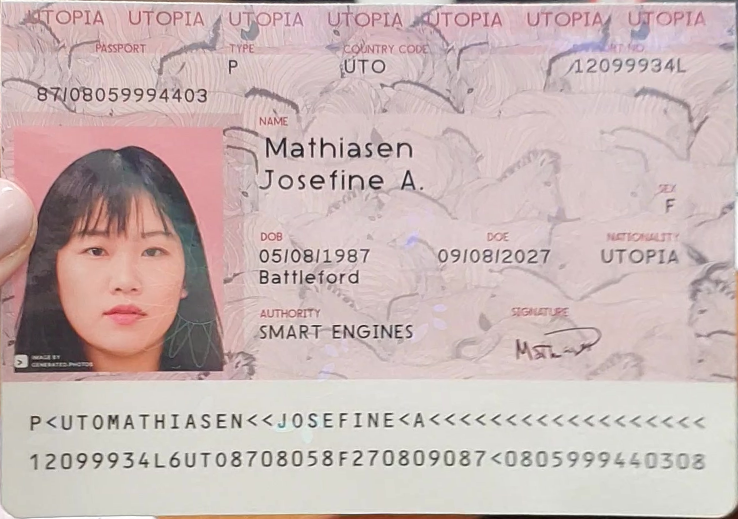 UTOPIA UTOPIA UTOPIA UTOPIA UTOPIA UTOPIA UTOPIA
PASSPORT TYPE COUNTRY CODE PASSPORT NO.
P UTO 12099934L
87/08059994403
NAME
Mathiasen
Josefine A.
SEX
F
DOB DOE NATIONALITY
05/08/1987 09/08/2027 UTOPIA
Battleford
AUTHORITY SIGNATURE
SMART ENGINES
IMAGE BY
GENERATED.PHOTOS
P<UTOMATHIASEN<<JOSEFINE<A<<<<<<<<<<<<<<<<<<
12099934L6UTO8708058F270809087<0805999440308